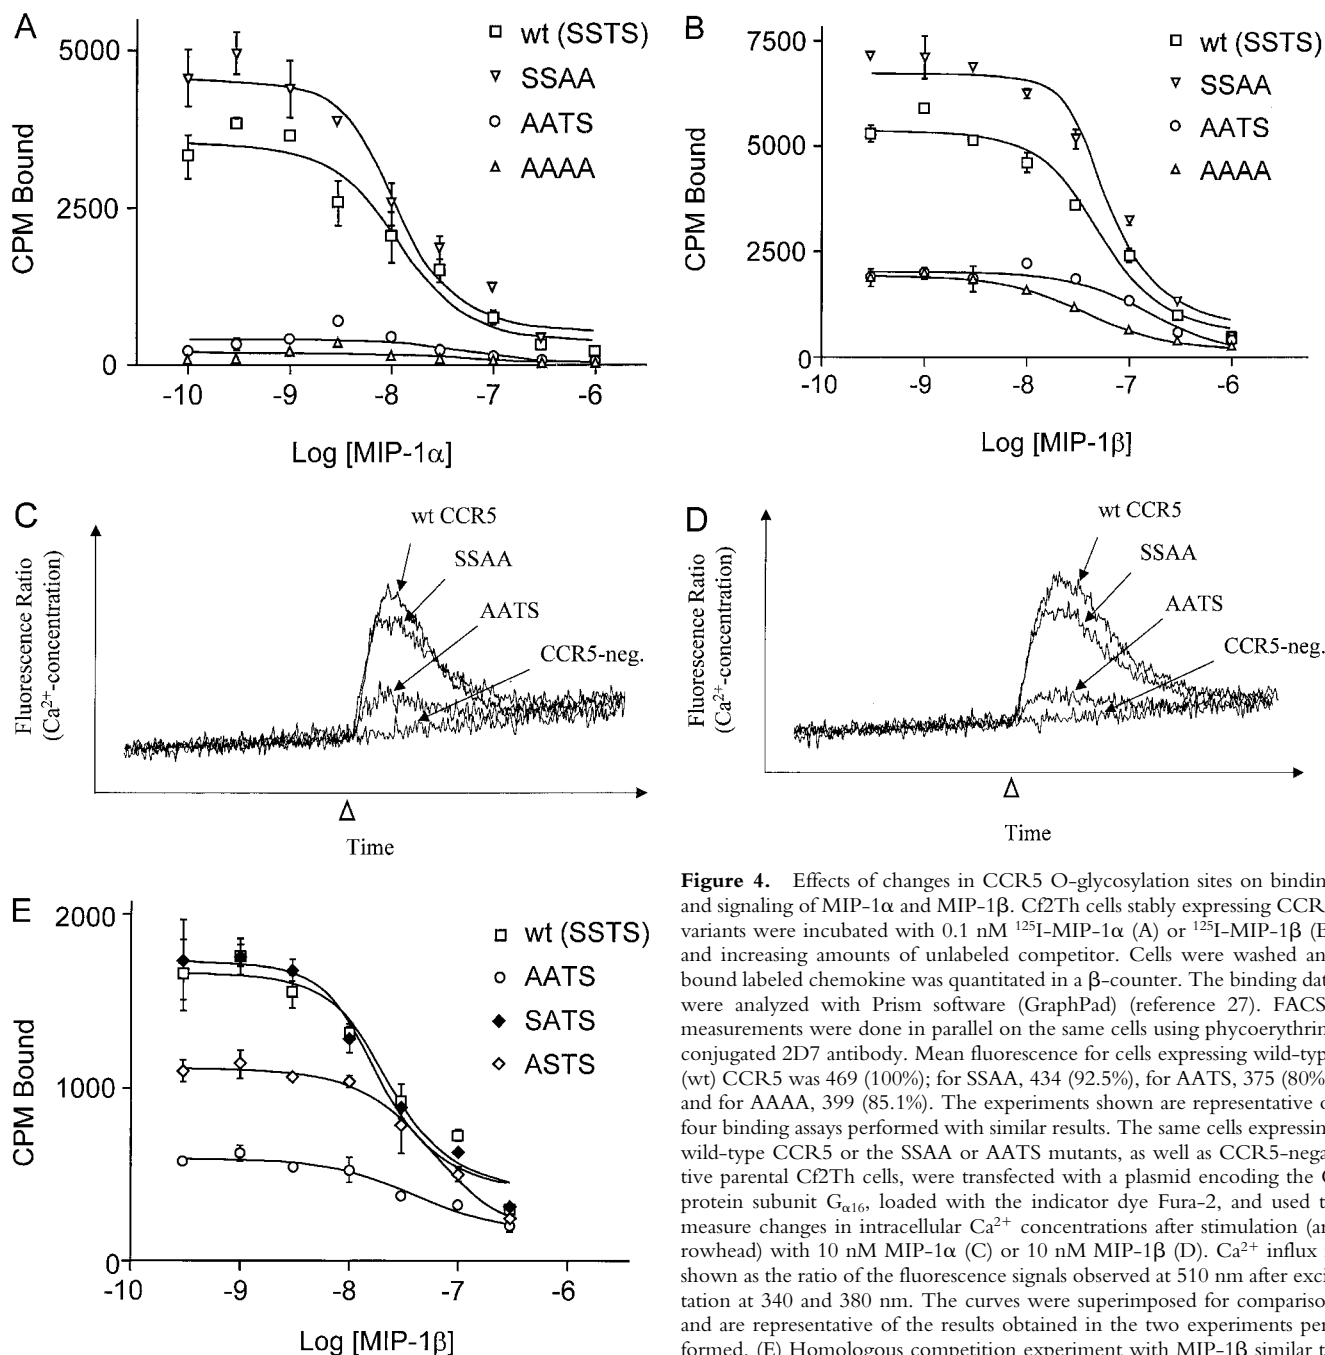 A
5000
2500
0
CPM Bound
-10 -9 -8 -7 -6
Log [MIP-1α]
wt (SSTS)
SSAA
AATS
AAAA
B
7500
5000
2500
0
CPM Bound
-10 -9 -8 -7 -6
Log [MIP-1β]
wt (SSTS)
SSAA
AATS
AAAA
C
Fluorescence Ratio
(Ca²⁺-concentration)
wt CCR5
SSAA
AATS
CCR5-neg.
Δ
Time
D
Fluorescence Ratio
(Ca²⁺-concentration)
wt CCR5
SSAA
AATS
CCR5-neg.
Δ
Time
E
2000
1000
0
CPM Bound
-10 -9 -8 -7 -6
Log [MIP-1β]
wt (SSTS)
AATS
SATS
ASTS
Figure 4. Effects of changes in CCR5 O-glycosylation sites on bindin
and signaling of MIP-1α and MIP-1β. Cf2Th cells stably expressing CCR
variants were incubated with 0.1 nM ¹²⁵I-MIP-1α (A) or ¹²⁵I-MIP-1β (B
and increasing amounts of unlabeled competitor. Cells were washed an
bound labeled chemokine was quantitated in a β-counter. The binding dat
were analyzed with Prism software (GraphPad) (reference 27). FACS
measurements were done in parallel on the same cells using phycoerythrin
conjugated 2D7 antibody. Mean fluorescence for cells expressing wild-typ
(wt) CCR5 was 469 (100%); for SSAA, 434 (92.5%), for AATS, 375 (80%
and for AAAA, 399 (85.1%). The experiments shown are representative o
four binding assays performed with similar results. The same cells expressin
wild-type CCR5 or the SSAA or AATS mutants, as well as CCR5-nega
tive parental Cf2Th cells, were transfected with a plasmid encoding the G
protein subunit Gα16, loaded with the indicator dye Fura-2, and used t
measure changes in intracellular Ca²⁺ concentrations after stimulation (ar
rowhead) with 10 nM MIP-1α (C) or 10 nM MIP-1β (D). Ca²⁺ influx i
shown as the ratio of the fluorescence signals observed at 510 nm after exci
tation at 340 and 380 nm. The curves were superimposed for compariso
and are representative of the results obtained in the two experiments per
formed. (E) Homologous competition experiment with MIP-1β similar t